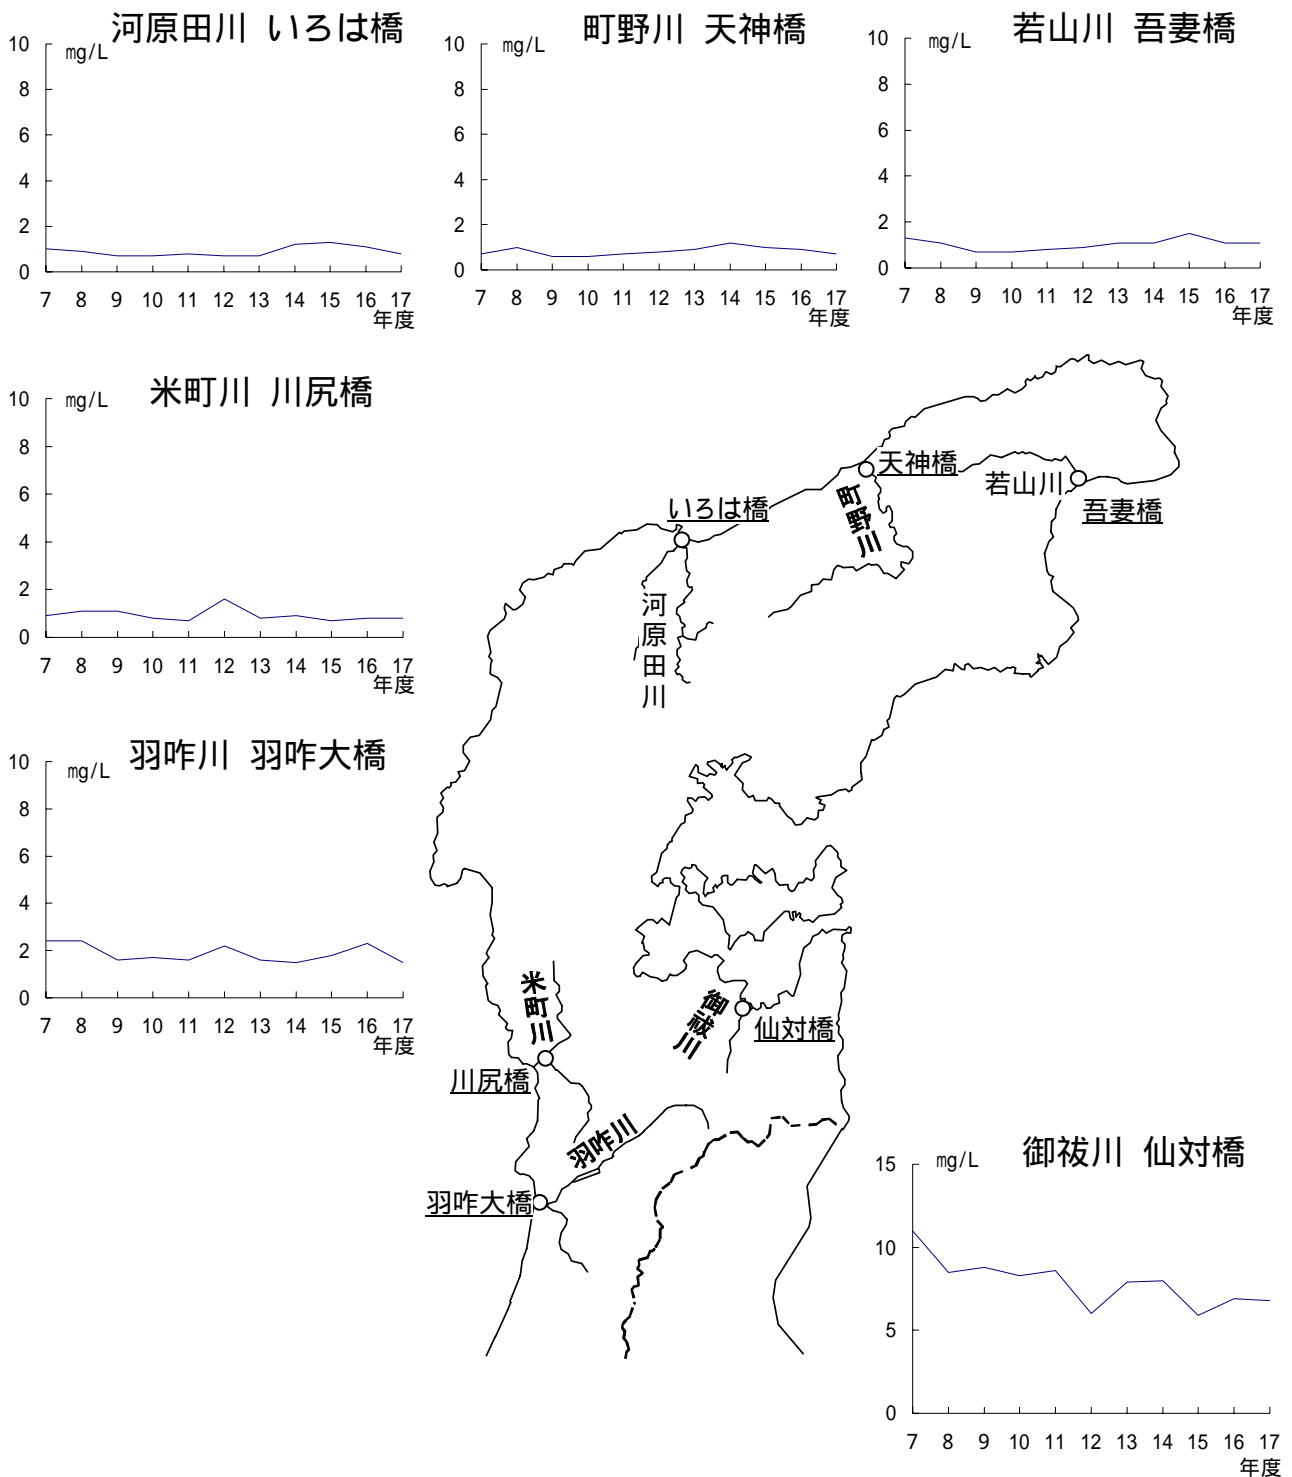 河原田川 いろは橋
mg/L
10
8
6
4
2
0
7 8 9 10 11 12 13 14 15 16 17
年度
町野川 天神橋
mg/L
10
8
6
4
2
0
7 8 9 10 11 12 13 14 15 16 17
年度
若山川 吾妻橋
mg/L
10
8
6
4
2
0
7 8 9 10 11 12 13 14 15 16 17
年度
米町川 川尻橋
mg/L
10
8
6
4
2
0
7 8 9 10 11 12 13 14 15 16 17
年度
羽咋川 羽咋大橋
mg/L
10
8
6
4
2
0
7 8 9 10 11 12 13 14 15 16 17
年度
天神橋
町野川
若山川
吾妻橋
いろは橋
河原田川
米町川
川尻橋
御祓川
仙対橋
羽咋川
羽咋大橋
御祓川 仙対橋
mg/L
15
10
5
0
7 8 9 10 11 12 13 14 15 16 17
年度